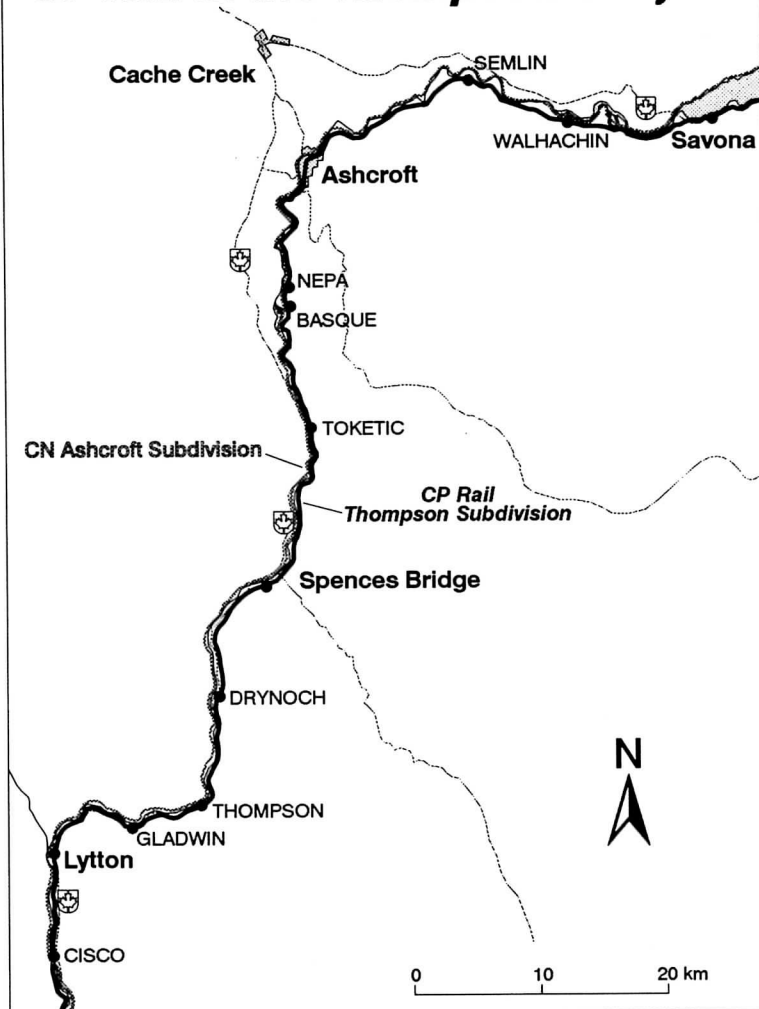 Cache Creek
SEMLIN
WALHACHIN
Savona
Ashcroft
NEPA
BASQUE
TOKETIC
CN Ashcroft Subdivision
CP Rail
Thompson Subdivision
Spences Bridge
DRYNOCH
THOMPSON
GLADWIN
Lytton
CISCO
N
0 10 20 km